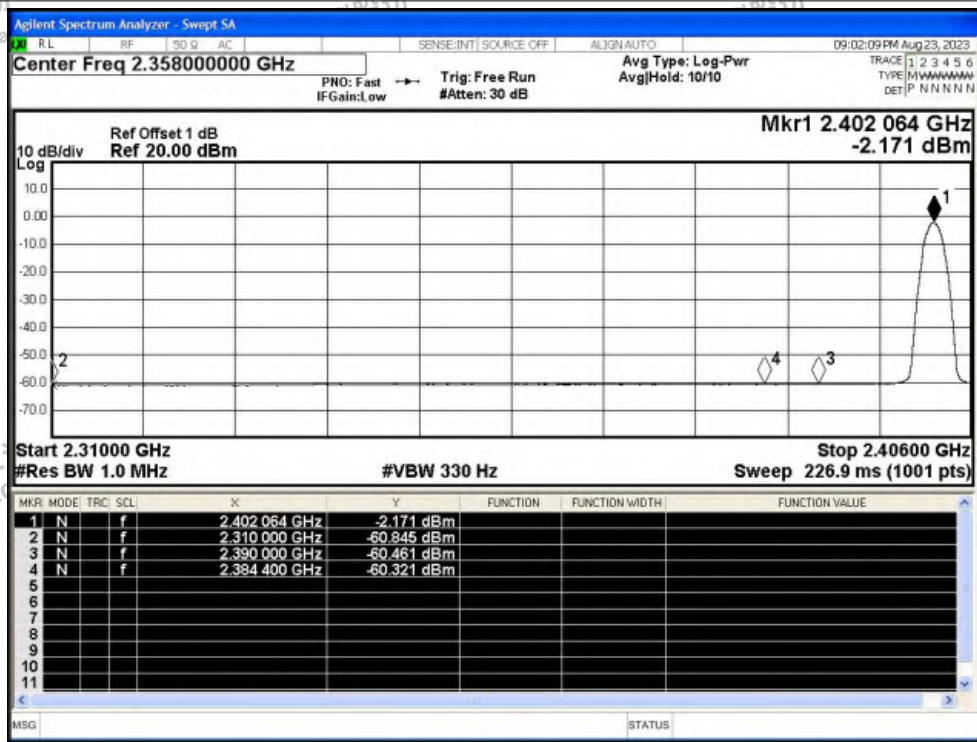 Agilent Spectrum Analyzer - Swept SA
RL RF 50 Ω AC SENSE:INT SOURCE OFF ALIGNAUTO 09:02:09 PM Aug 23, 2023
Center Freq 2.358000000 GHz
PNO: Fast
IFGain:Low
Trig: Free Run
#Atten: 30 dB
Avg Type: Log-Pwr
Avg|Hold: 10/10
TRACE 1 2 3 4 5 6
TYPE MWWWWW
DET P N N N N N
Mkr1 2.402 064 GHz
-2.171 dBm
Ref Offset 1 dB
10 dB/div Ref 20.00 dBm
Log
10.0
0.00
-10.0
-20.0
-30.0
-40.0
-50.0
-60.0
-70.0
1
2
4
3
Start 2.31000 GHz Stop 2.40600 GHz
#Res BW 1.0 MHz #VBW 330 Hz Sweep 226.9 ms (1001 pts)
MKR MODE TRC SCL X Y FUNCTION FUNCTION WIDTH FUNCTION VALUE
1 N f 2.402 064 GHz -2.171 dBm
2 N f 2.310 000 GHz -60.845 dBm
3 N f 2.390 000 GHz -60.461 dBm
4 N f 2.384 400 GHz -60.321 dBm
5
6
7
8
9
10
11
MSG STATUS